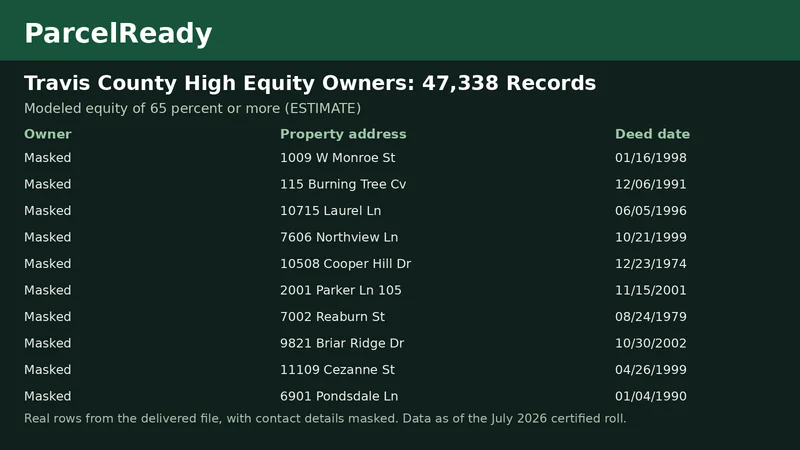 ParcelReady
Travis County High Equity Owners: 47,338 Records
Modeled equity of 65 percent or more (ESTIMATE)
Owner Property address Deed date
Masked 1009 W Monroe St 01/16/1998
Masked 115 Burning Tree Cv 12/06/1991
Masked 10715 Laurel Ln 06/05/1996
Masked 7606 Northview Ln 10/21/1999
Masked 10508 Cooper Hill Dr 12/23/1974
Masked 2001 Parker Ln 105 11/15/2001
Masked 7002 Reaburn St 08/24/1979
Masked 9821 Briar Ridge Dr 10/30/2002
Masked 11109 Cezanne St 04/26/1999
Masked 6901 Pondsdale Ln 01/04/1990
Real rows from the delivered file, with contact details masked. Data as of the July 2026 certified roll.